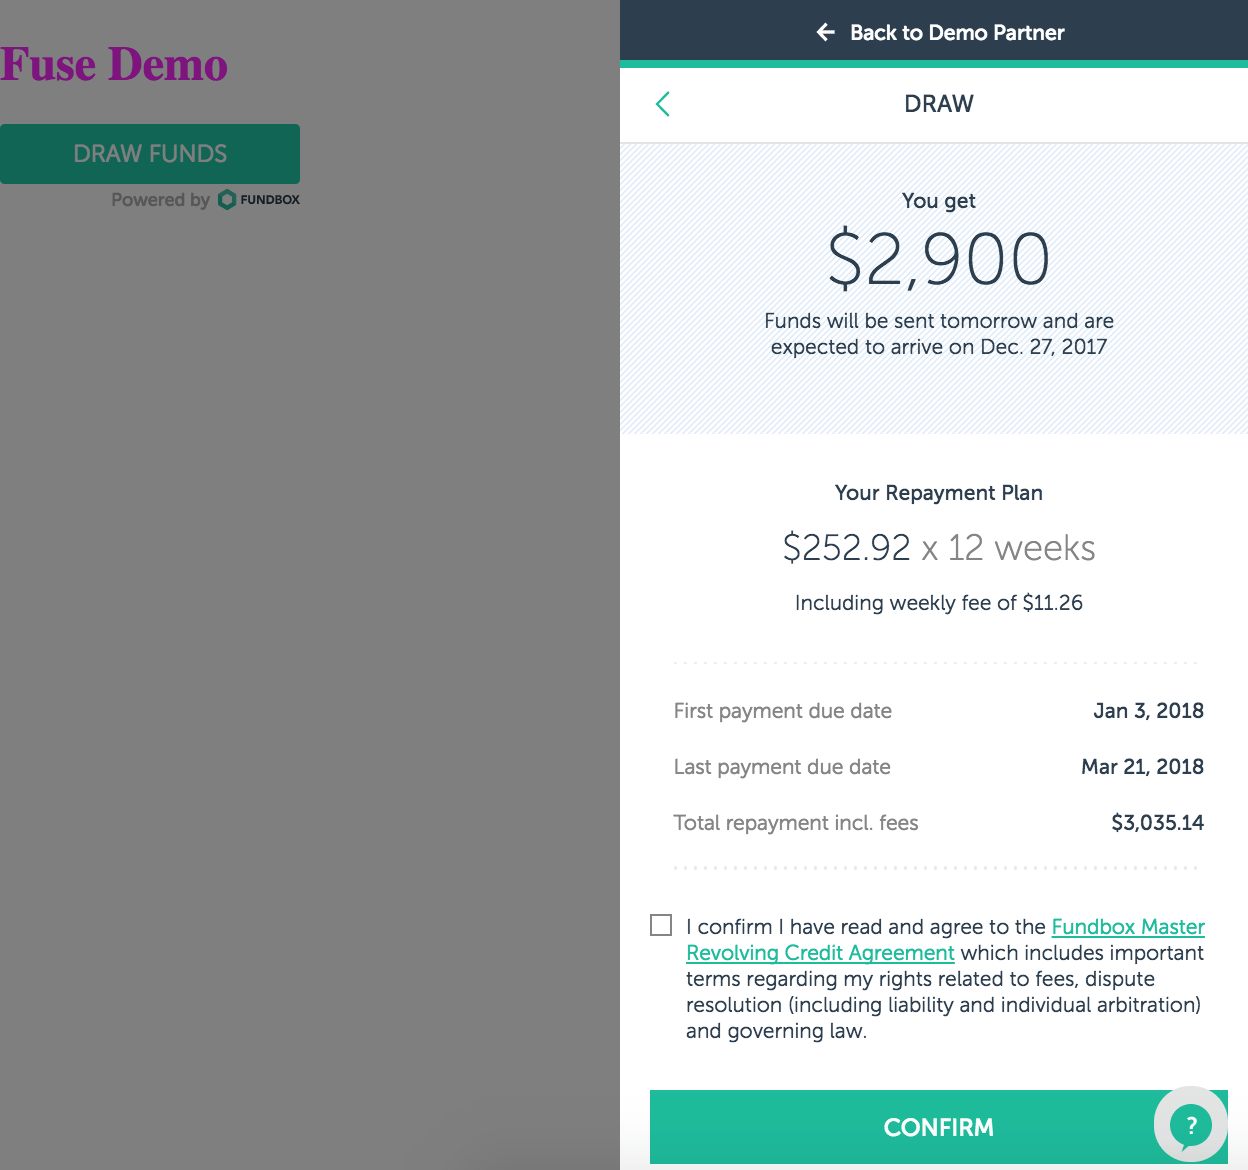 Fuse Demo
DRAW FUNDS
Powered by FUNDBOX
Back to Demo Partner
DRAW
You get
$2,900
Funds will be sent tomorrow and are
expected to arrive on Dec. 27, 2017
Your Repayment Plan
$252.92 x 12 weeks
Including weekly fee of $11.26
First payment due date Jan 3, 2018
Last payment due date Mar 21, 2018
Total repayment incl. fees $3,035.14
I confirm I have read and agree to the Fundbox Master
Revolving Credit Agreement which includes important
terms regarding my rights related to fees, dispute
resolution (including liability and individual arbitration)
and governing law.
CONFIRM
?